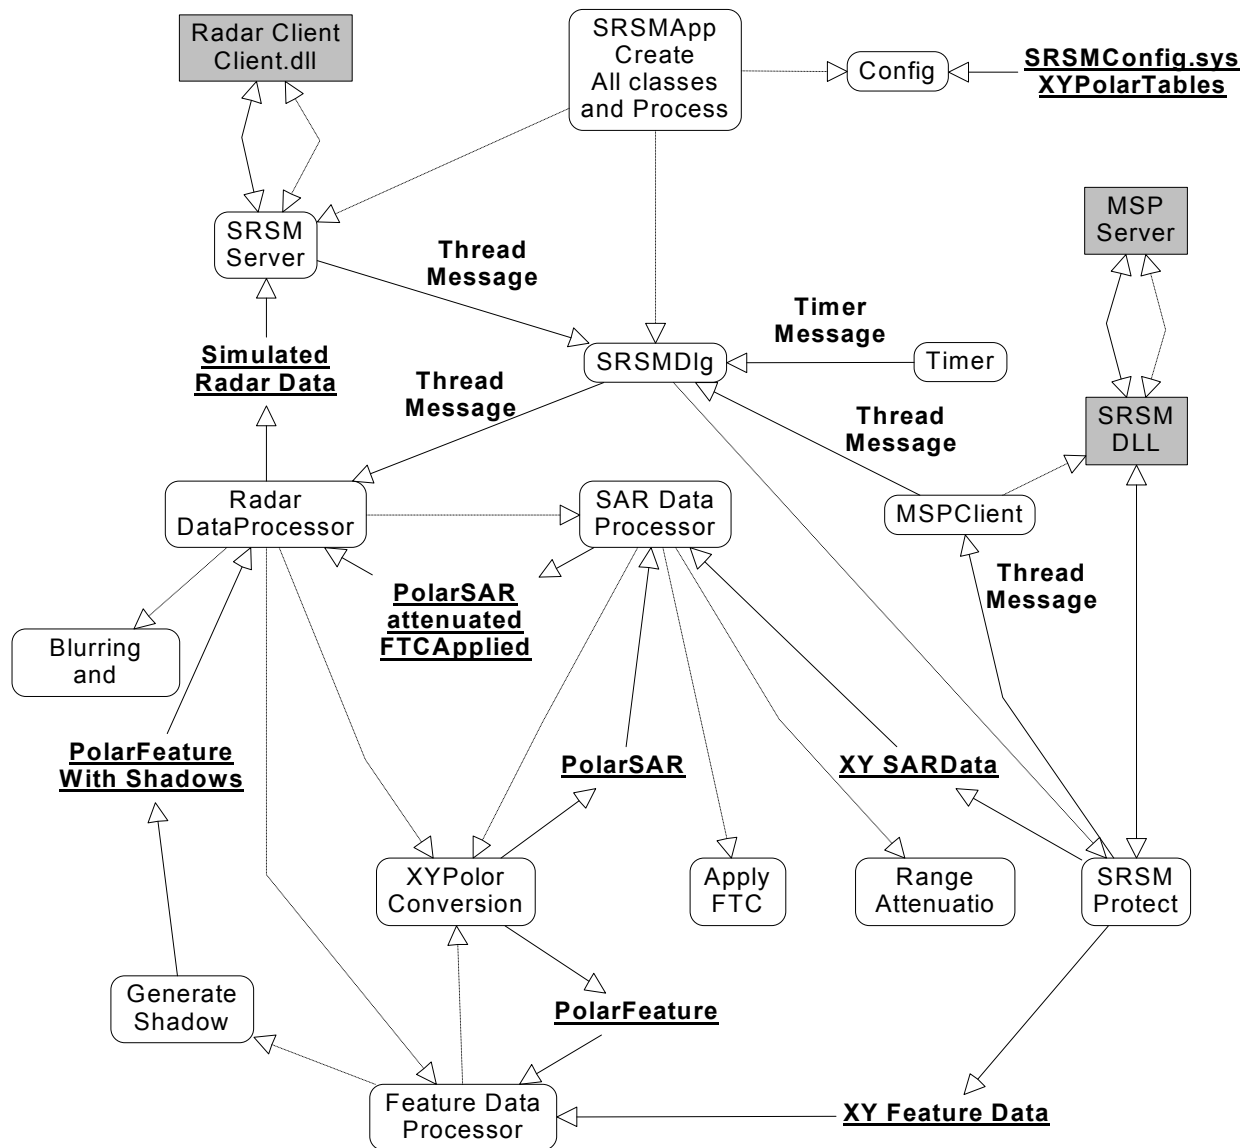 Radar Client
Client.dll
SRSMApp
Create
All classes
and Process
Config
SRSMConfig.sys
XYPolarTables
MSP
Server
SRSM
Server
Thread
Message
Timer
Message
Simulated
Radar Data
SRSMDlg
Timer
Thread
Message
Thread
Message
SRSM
DLL
Radar
DataProcessor
SAR Data
Processor
MSPClient
PolarSAR
attenuated
FTCApplied
Thread
Message
Blurring
and
PolarFeature
With Shadows
PolarSAR
XY SARData
XYPolor
Conversion
Apply
FTC
Range
Attenuatio
SRSM
Protect
Generate
Shadow
PolarFeature
Feature Data
Processor
XY Feature Data